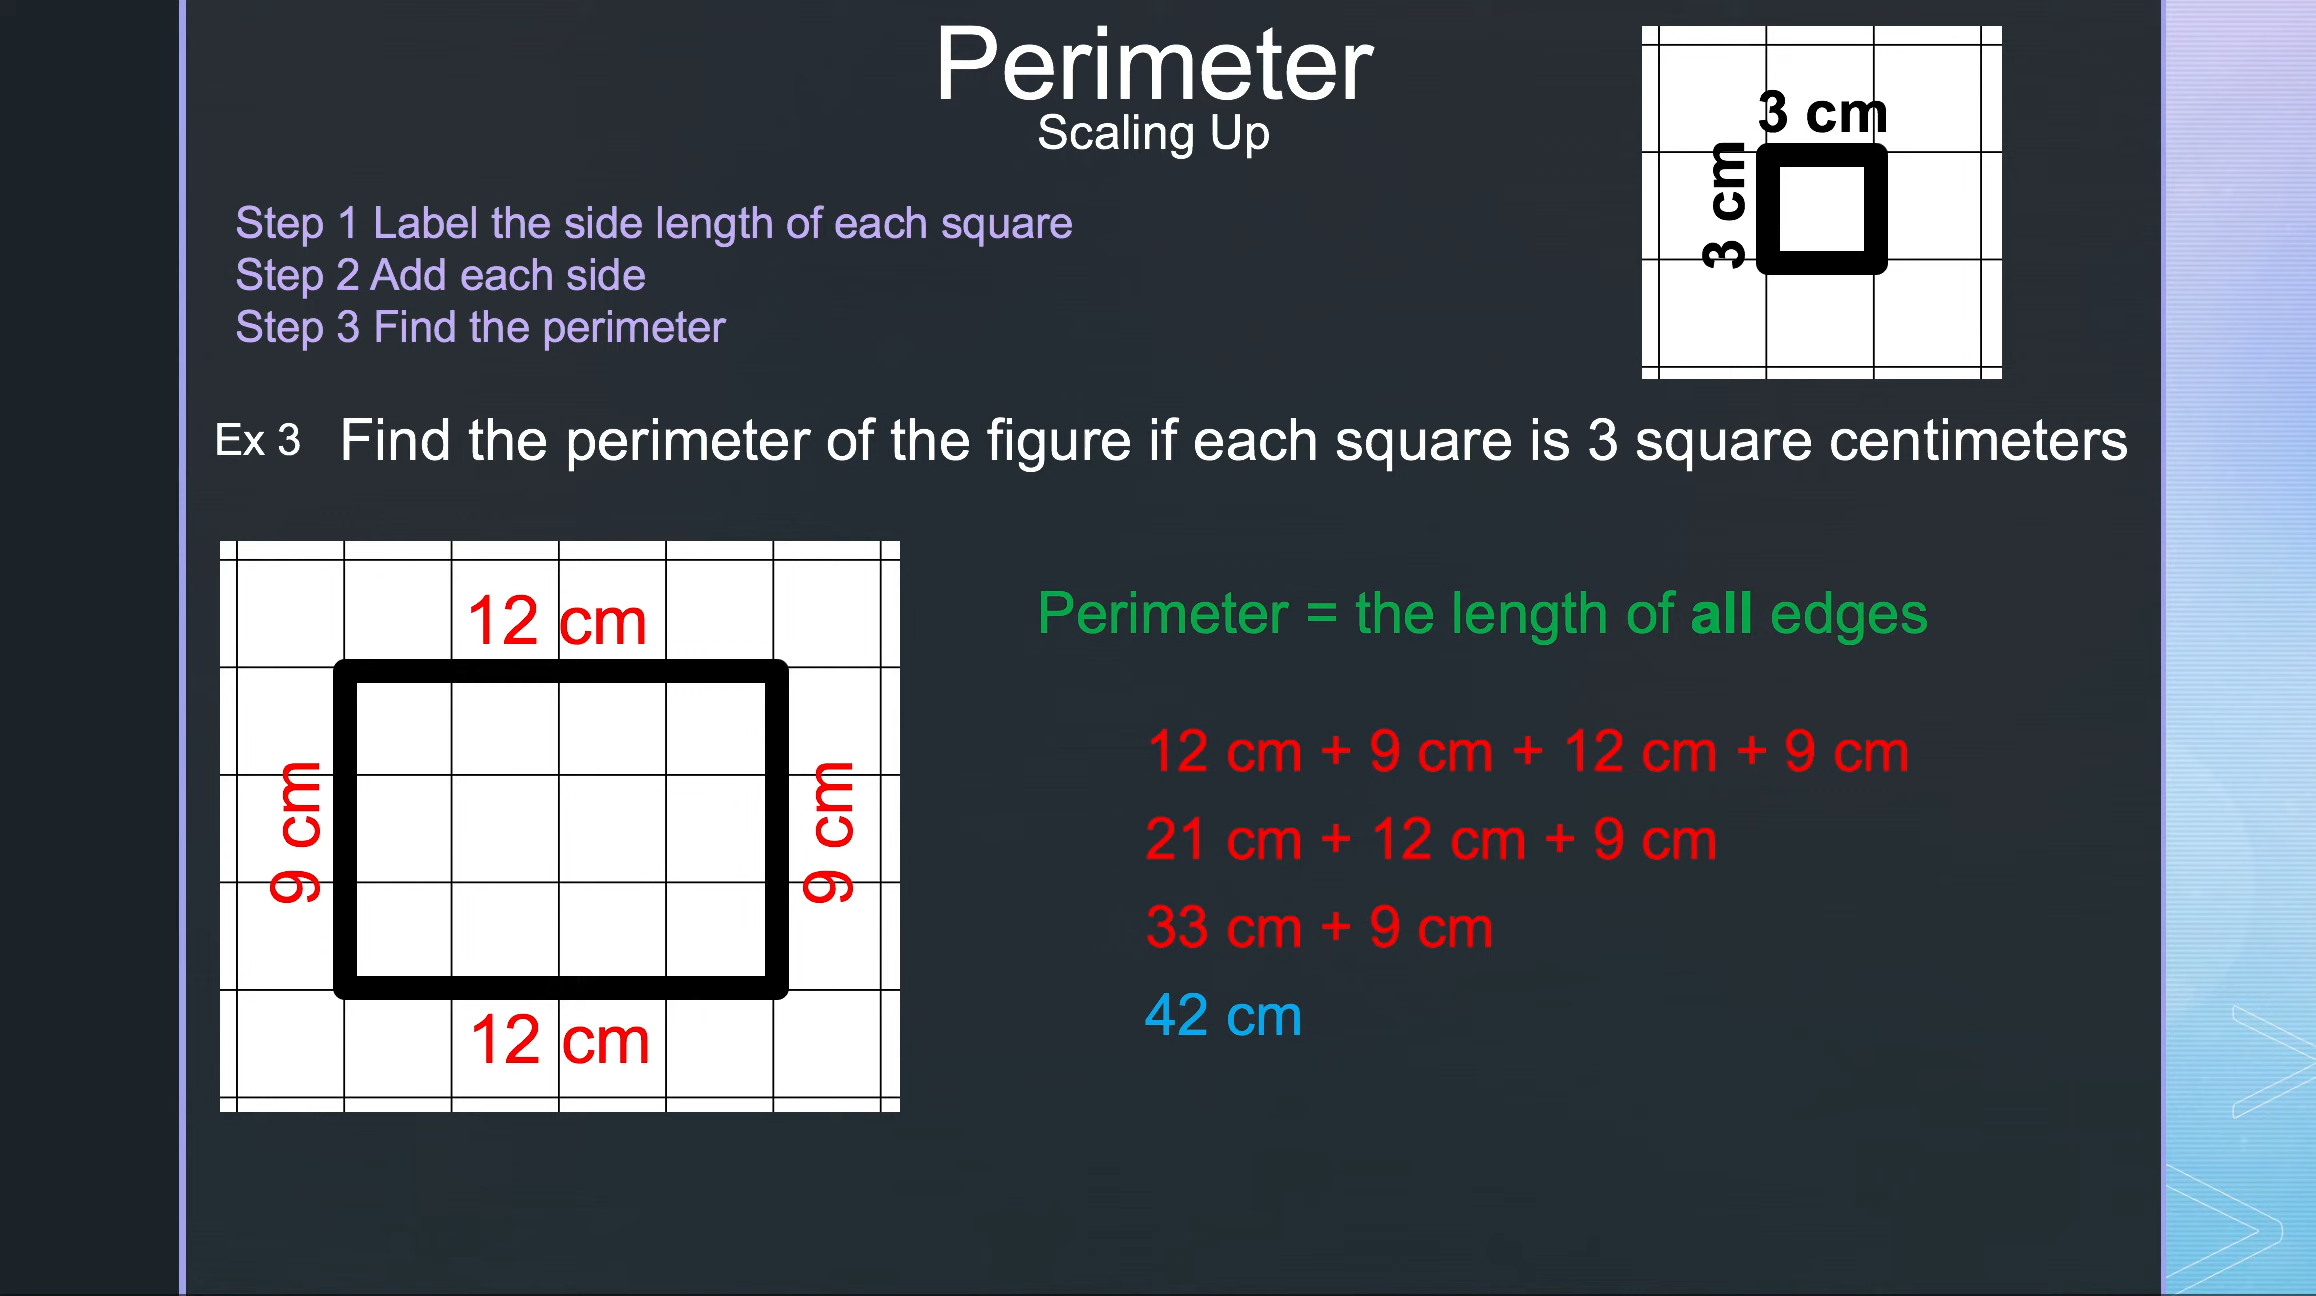 Perimeter
Scaling Up
3 cm
3 cm
Step 1 Label the side length of each square
Step 2 Add each side
Step 3 Find the perimeter
Ex 3 Find the perimeter of the figure if each square is 3 square centimeters
12 cm
9 cm
9 cm
12 cm
Perimeter = the length of all edges
12 cm + 9 cm + 12 cm + 9 cm
21 cm + 12 cm + 9 cm
33 cm + 9 cm
42 cm